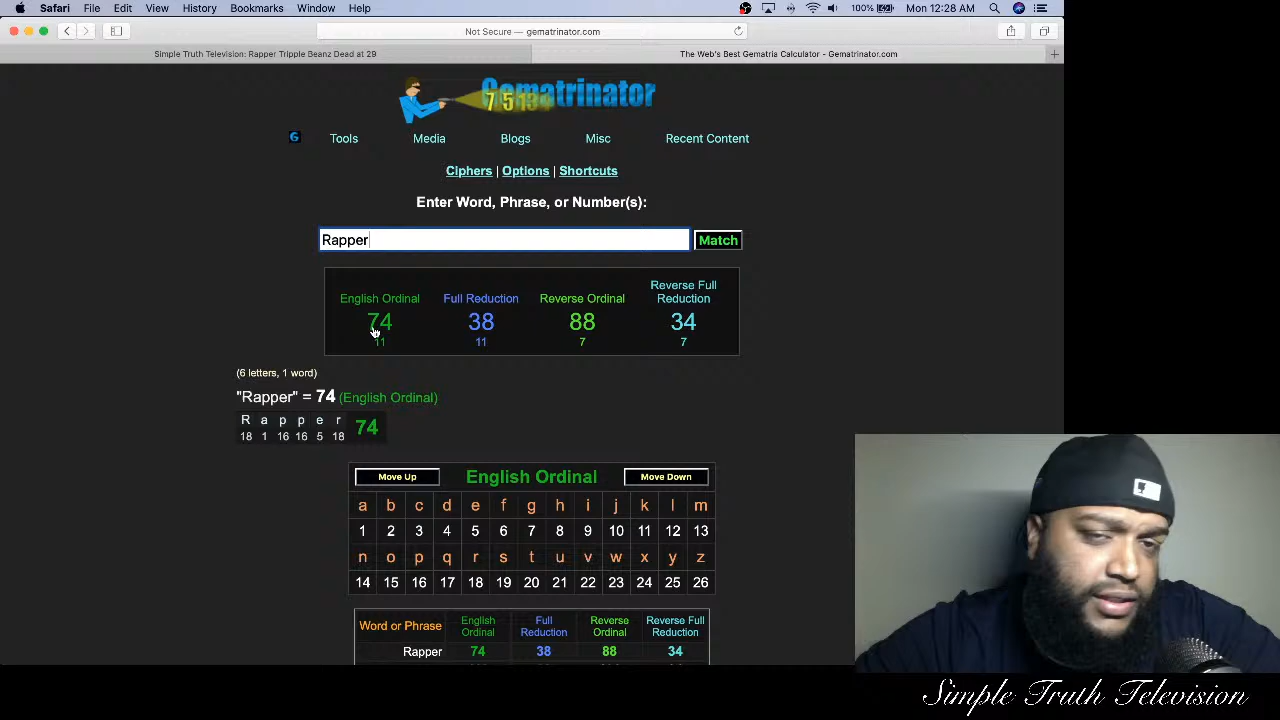 Safari File Edit View History Bookmarks Window Help 100% Mon 12:28 AM
Not Secure — gematrinator.com
Simple Truth Television: Rapper Tripple Beanz Dead at 29 The Web's Best Gematria Calculator - Gematrinator.com
Gematrinator
7 5 13
G Tools Media Blogs Misc Recent Content
Ciphers | Options | Shortcuts
Enter Word, Phrase, or Number(s):
Rapper Match
English Ordinal Full Reduction Reverse Ordinal Reverse Full Reduction
74 38 88 34
11 11 7 7
(6 letters, 1 word)
"Rapper" = 74 (English Ordinal)
R a p p e r 74
18 1 16 16 5 18
Move Up English Ordinal Move Down
a b c d e f g h i j k l m
1 2 3 4 5 6 7 8 9 10 11 12 13
n o p q r s t u v w x y z
14 15 16 17 18 19 20 21 22 23 24 25 26
Word or Phrase English Ordinal Full Reduction Reverse Ordinal Reverse Full Reduction
Rapper 74 38 88 34
Simple Truth Television